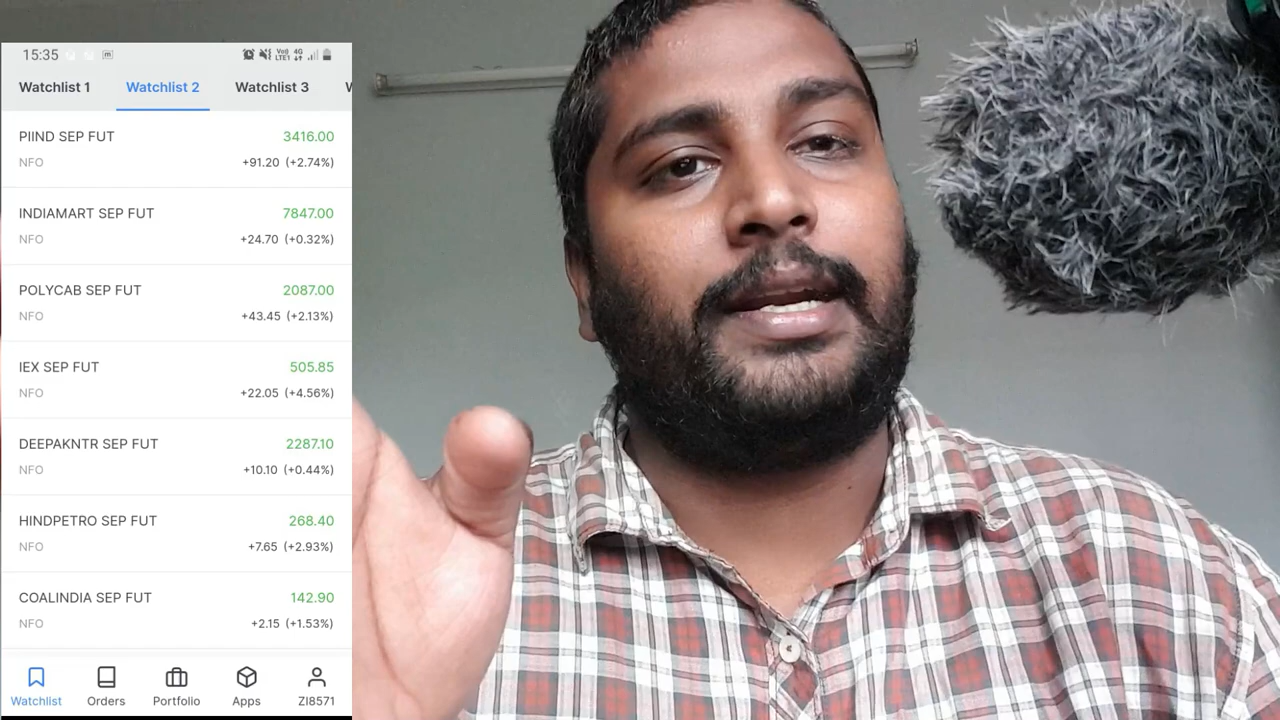 15:35
Vo))
LTE1
4G
Watchlist 1
Watchlist 2
Watchlist 3
PIIND SEP FUT 3416.00
NFO +91.20 (+2.74%)
INDIAMART SEP FUT 7847.00
NFO +24.70 (+0.32%)
POLYCAB SEP FUT 2087.00
NFO +43.45 (+2.13%)
IEX SEP FUT 505.85
NFO +22.05 (+4.56%)
DEEPAKNTR SEP FUT 2287.10
NFO +10.10 (+0.44%)
HINDPETRO SEP FUT 268.40
NFO +7.65 (+2.93%)
COALINDIA SEP FUT 142.90
NFO +2.15 (+1.53%)
Watchlist
Orders
Portfolio
Apps
ZI8571